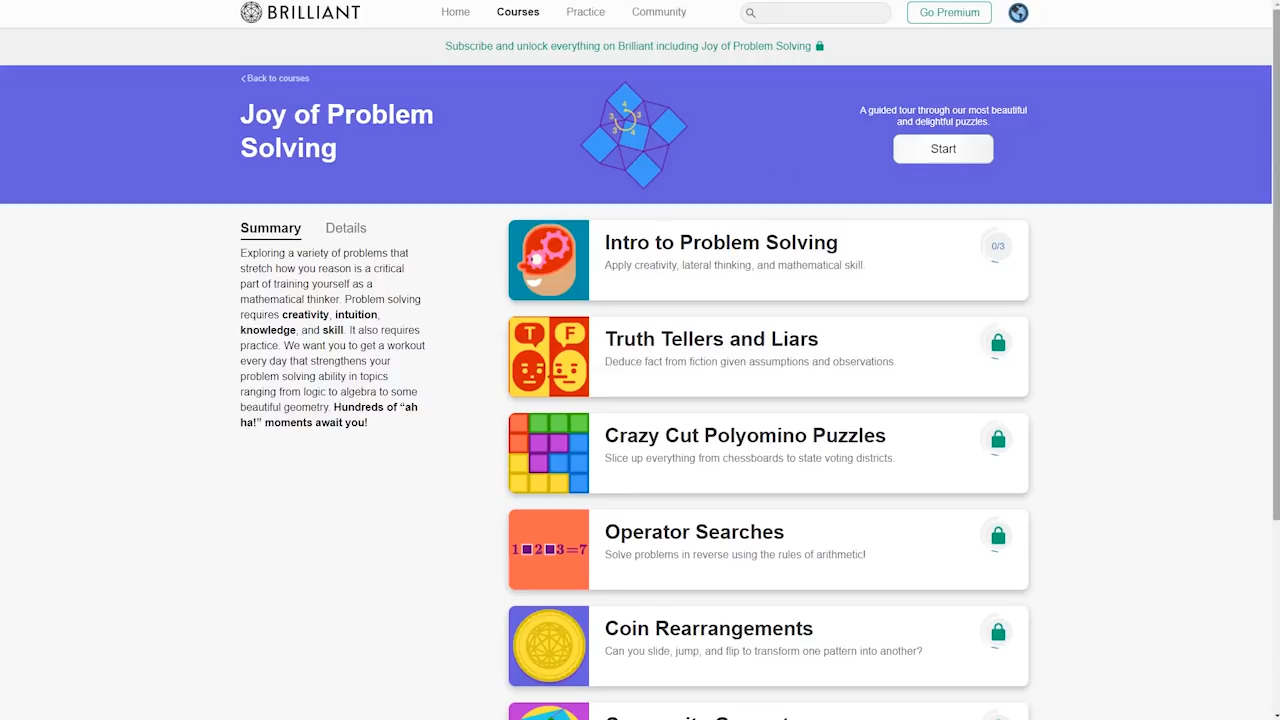 BRILLIANT
Home
Courses
Practice
Community
Go Premium
Subscribe and unlock everything on Brilliant including Joy of Problem Solving
Back to courses
Joy of Problem
Solving
4
3
3
3
4
A guided tour through our most beautiful
and delightful puzzles.
Start
Summary
Details
Exploring a variety of problems that
stretch how you reason is a critical
part of training yourself as a
mathematical thinker. Problem solving
requires creativity, intuition,
knowledge, and skill. It also requires
practice. We want you to get a workout
every day that strengthens your
problem solving ability in topics
ranging from logic to algebra to some
beautiful geometry. Hundreds of “ah
ha!” moments await you!
Intro to Problem Solving
Apply creativity, lateral thinking, and mathematical skill.
0/3
T F
Truth Tellers and Liars
Deduce fact from fiction given assumptions and observations.
Crazy Cut Polyomino Puzzles
Slice up everything from chessboards to state voting districts.
1 2 3=7
Operator Searches
Solve problems in reverse using the rules of arithmetic!
Coin Rearrangements
Can you slide, jump, and flip to transform one pattern into another?